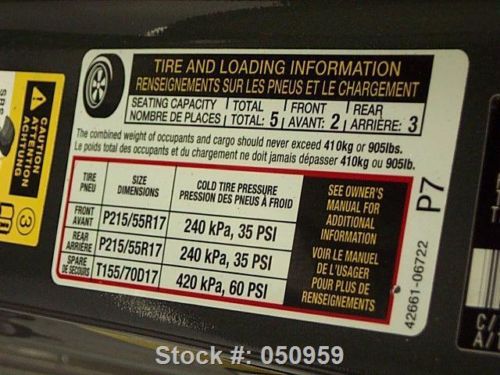 TIRE AND LOADING INFORMATION
RENSEIGNEMENTS SUR LES PNEUS ET LE CHARGEMENT
SEATING CAPACITY TOTAL FRONT REAR
NOMBRE DE PLACES TOTAL: 5 AVANT: 2 ARRIÈRE: 3
The combined weight of occupants and cargo should never exceed 410kg or 905lbs.
Le poids total des occupants et du chargement ne doit jamais dépasser 410kg ou 905lb.
TIRE SIZE COLD TIRE PRESSURE
PNEU DIMENSIONS PRESSION DES PNEUS À FROID
FRONT
AVANT P215/55R17 240 kPa, 35 PSI
REAR
ARRIÈRE P215/55R17 240 kPa, 35 PSI
SPARE
DE SECOURS T155/70D17 420 kPa, 60 PSI
SEE OWNER'S
MANUAL FOR
ADDITIONAL
INFORMATION
VOIR LE MANUEL
DE L'USAGER
POUR PLUS DE
RENSEIGNEMENTS
P7
42661-06722
CAUTION
ATTENTION
ACHTUNG
SRS
3
C/
A/T
Stock #: 050959